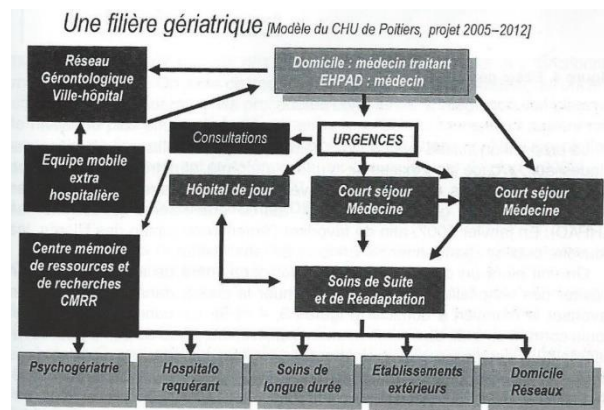 Une filière gériatrique [Modèle du CHU de Poitiers, projet 2005–2012]
Réseau
Gérontologique
Ville-hôpital
Domicile : médecin traitant
EHPAD : médecin
Consultations
URGENCES
Equipe mobile
extra
hospitalière
Hôpital de jour
Court séjour
Médecine
Court séjour
Médecine
Centre mémoire
de ressources et
de recherches
CMRR
Soins de Suite
et de Réadaptation
Psychogériatrie
Hospitalo
requérant
Soins de
longue durée
Etablissements
extérieurs
Domicile
Réseaux